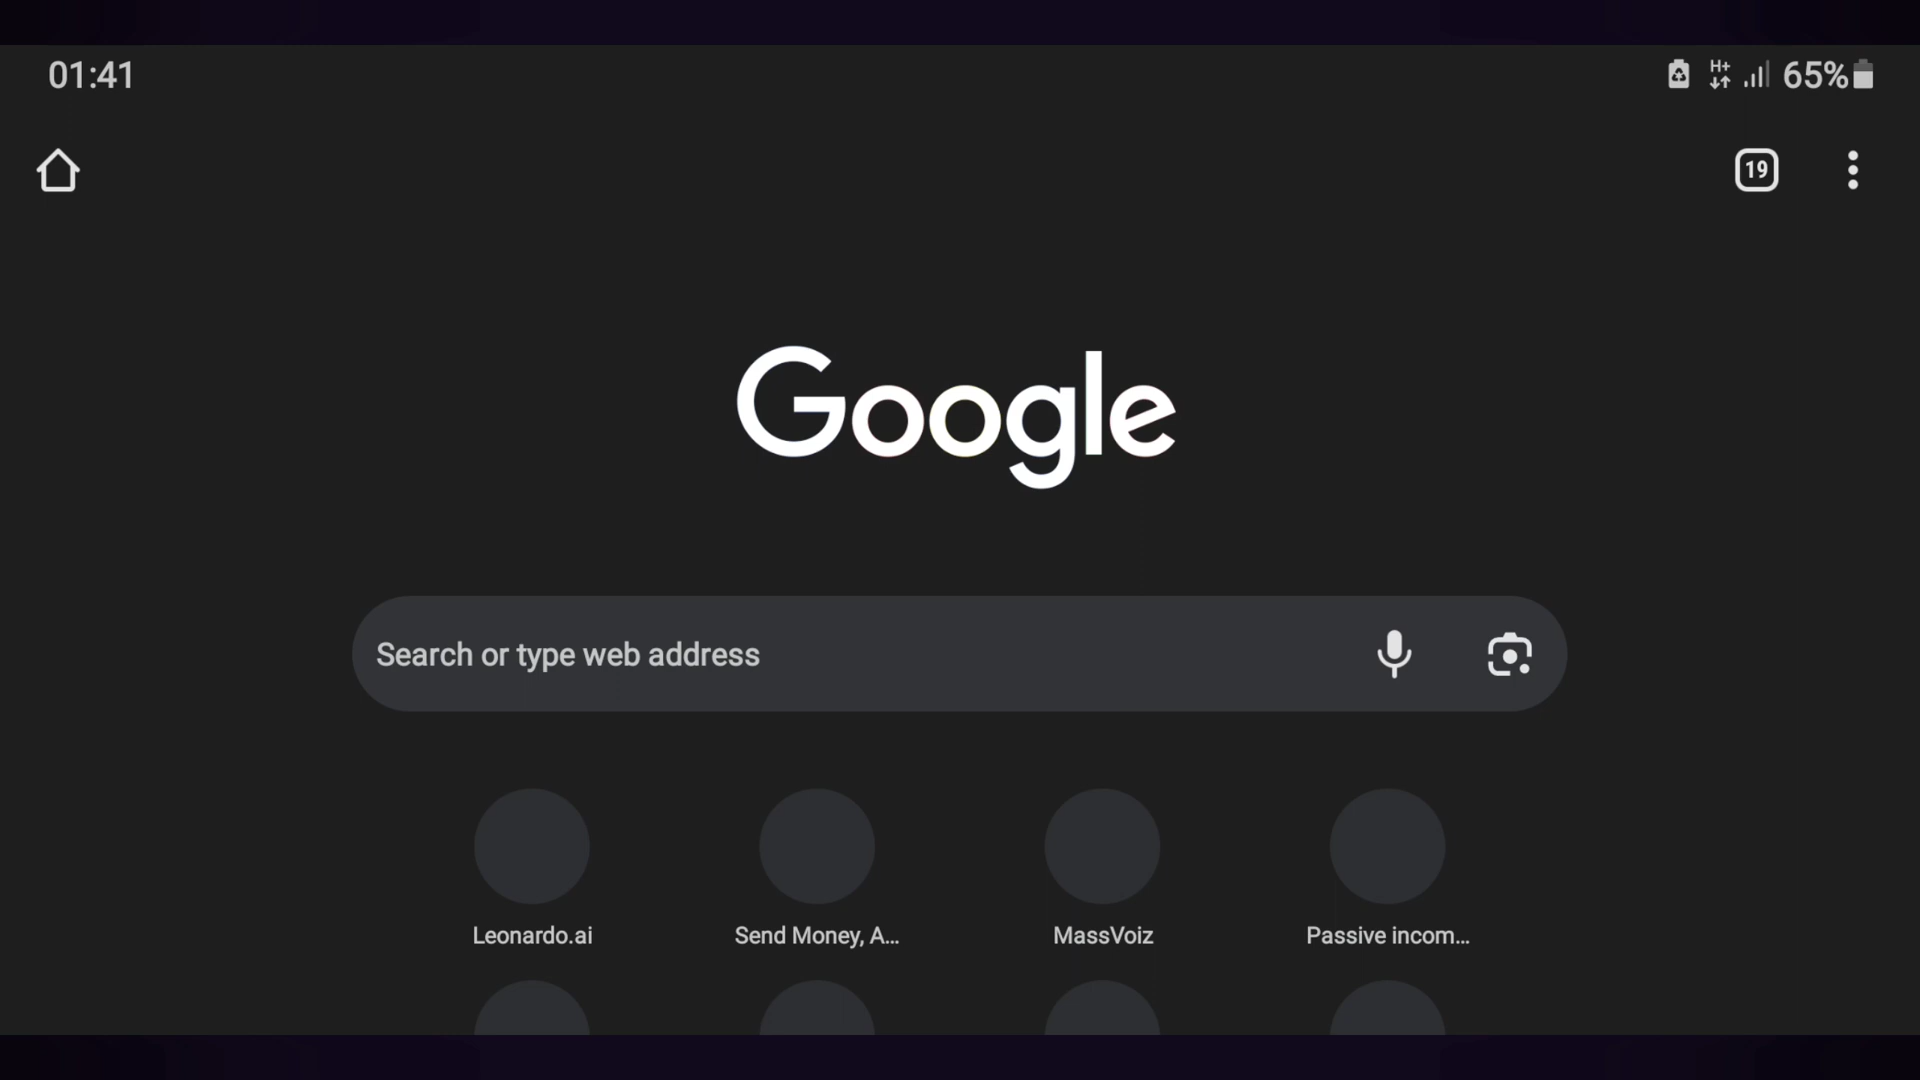 01:41
H+
65%
19
Google
Search or type web address
Leonardo.ai
Send Money, A...
MassVoiz
Passive incom...